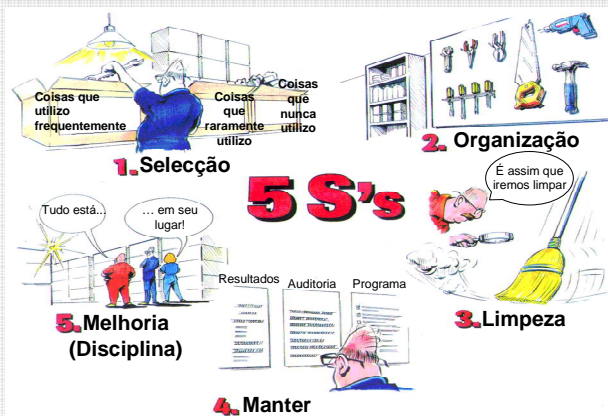 Coisas que
utilizo
frequentemente
Coisas
que
raramente
utilizo
Coisas
que
nunca
utilizo
1. Selecção
2. Organização
5 S's
É assim que
iremos limpar
3. Limpeza
Tudo está...
… em seu
lugar!
5. Melhoria
(Disciplina)
Resultados
Auditoria
Programa
4. Manter